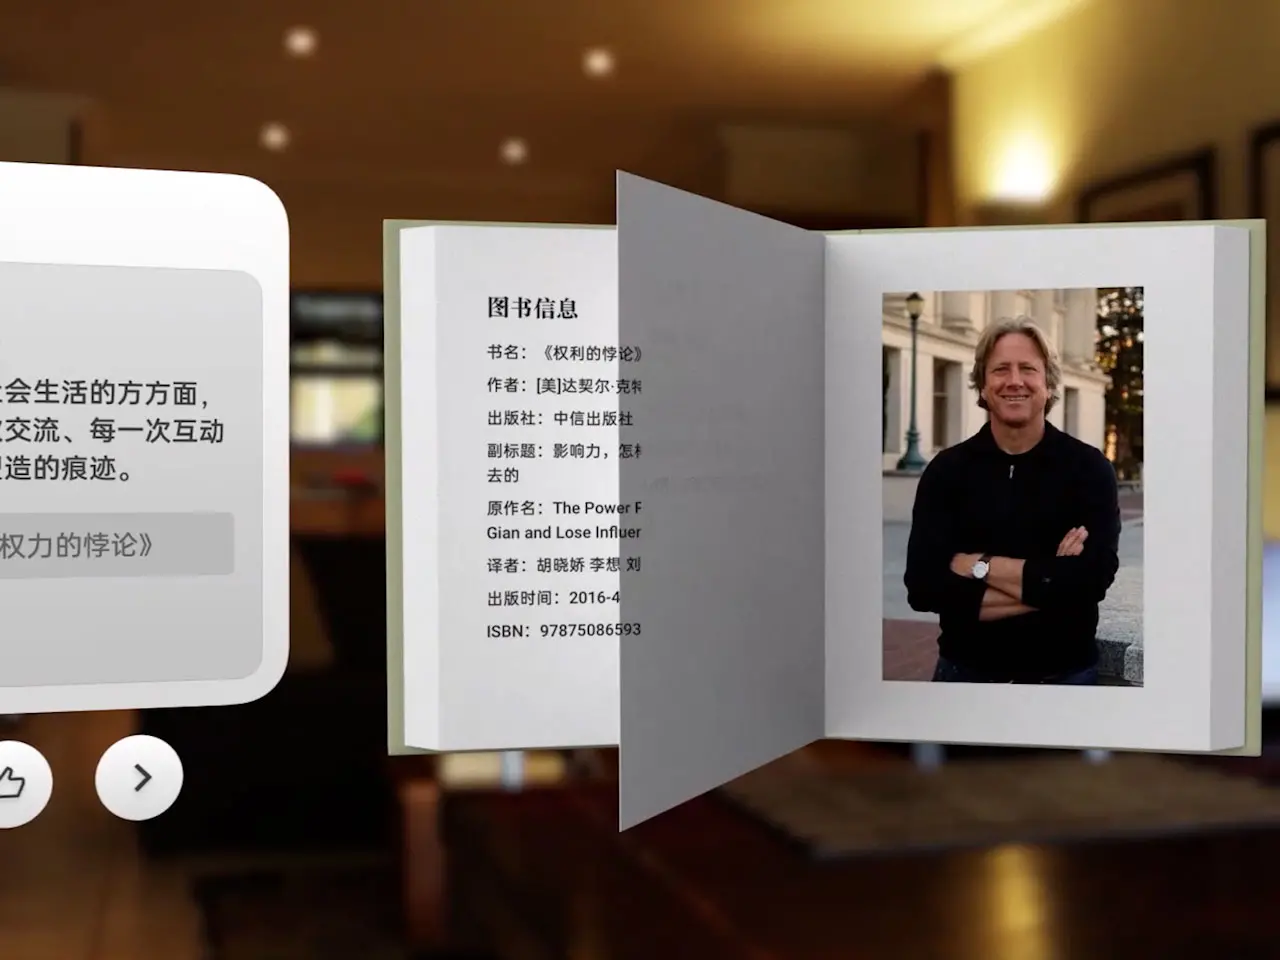 会生活的方方面，
交流、每一次互动
造的痕迹。
权力的悖论》
图书信息
书名：《权利的悖论》
作者：[美]达契尔·克特
出版社：中信出版社
副标题：影响力，怎样
去的
原作名：The Power P
Gian and Lose Influen
译者：胡晓娇 李想 刘
出版时间：2016-4
ISBN：97875086593